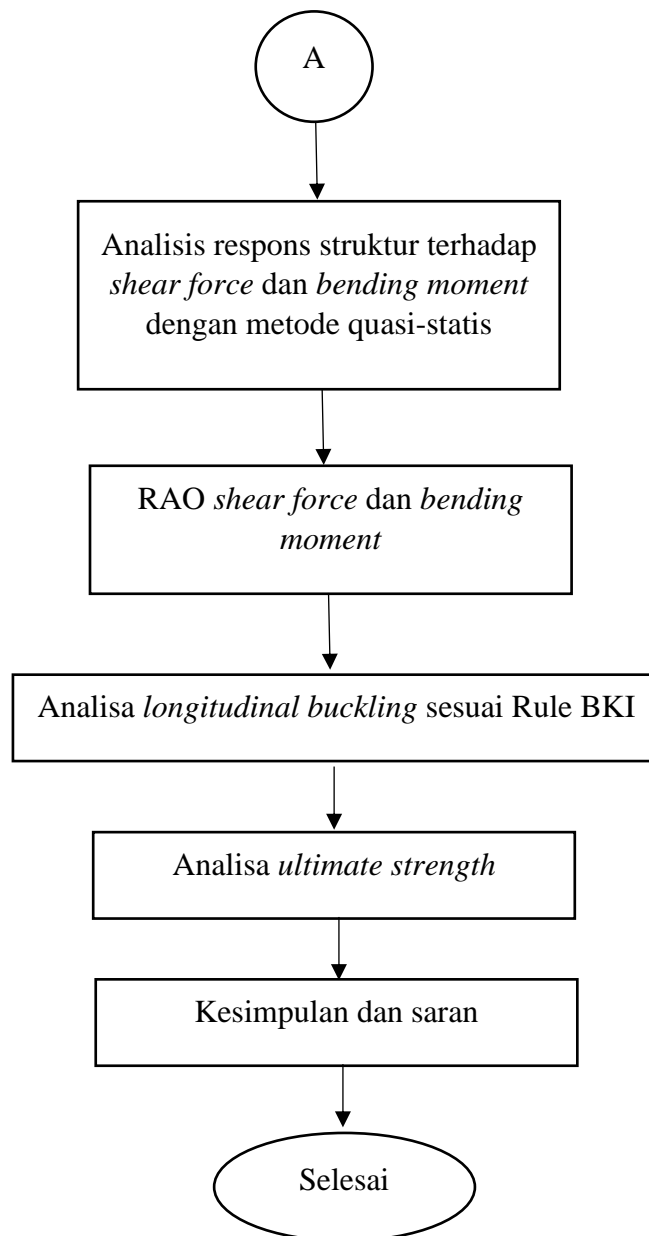 A
Analisis respons struktur terhadap
shear force dan bending moment
dengan metode quasi-statis
RAO shear force dan bending
moment
Analisa longitudinal buckling sesuai Rule BKI
Analisa ultimate strength
Kesimpulan dan saran
Selesai